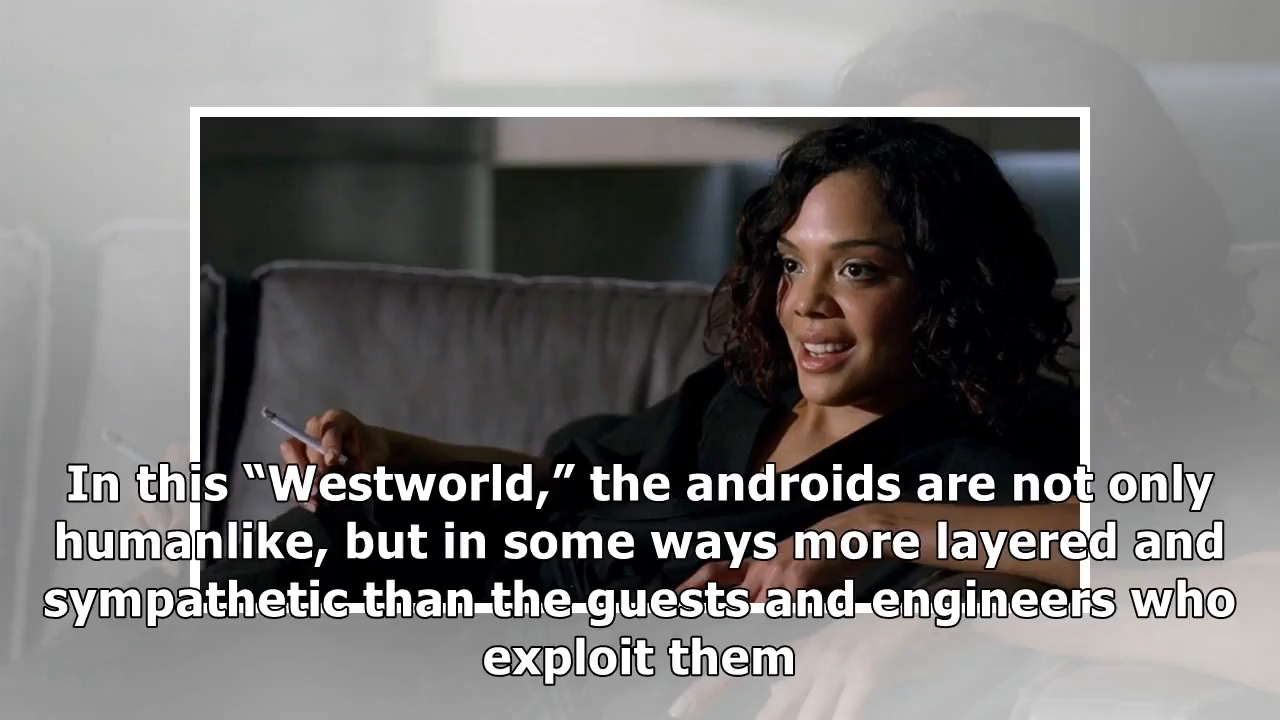 In this “Westworld,” the androids are not only
humanlike, but in some ways more layered and
sympathetic than the guests and engineers who
exploit them